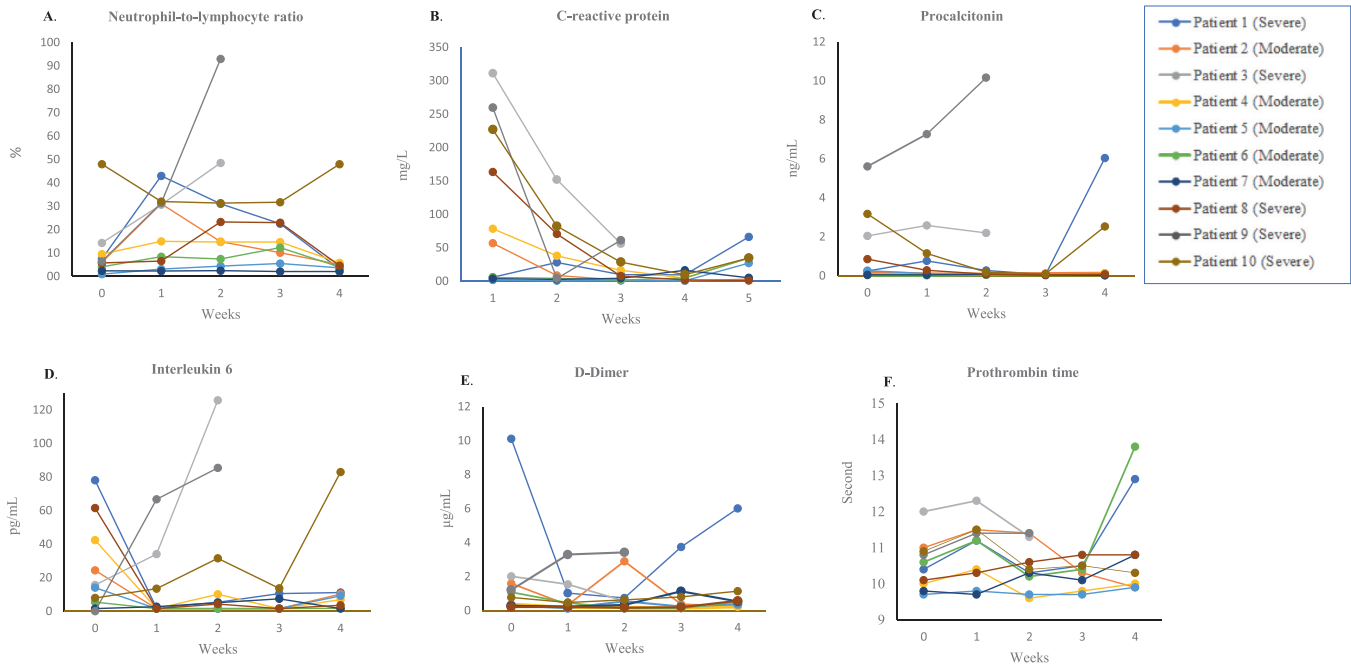 A. Neutrophil-to-lymphocyte ratio
100
90
80
70
60
50
40
30
20
10
00
%
0 1 2 3 4
Weeks
B. C-reactive protein
350
300
250
200
150
100
50
00
mg/L
1 2 3 4 5
Weeks
C. Procalcitonin
12
10
8
6
4
2
0
ng/mL
0 1 2 3 4
Weeks
Patient 1 (Severe)
Patient 2 (Moderate)
Patient 3 (Severe)
Patient 4 (Moderate)
Patient 5 (Moderate)
Patient 6 (Moderate)
Patient 7 (Moderate)
Patient 8 (Severe)
Patient 9 (Severe)
Patient 10 (Severe)
D. Interleukin 6
120
100
80
60
40
20
0
pg/mL
0 1 2 3 4
Weeks
E. D-Dimer
12
10
8
6
4
2
0
μg/mL
0 1 2 3 4
Weeks
F. Prothrombin time
15
14
13
12
11
10
9
Second
0 1 2 3 4
Weeks